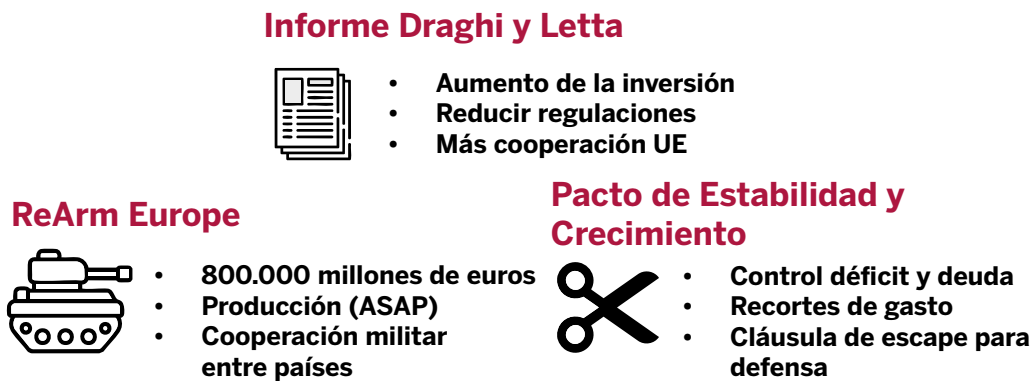 Informe Draghi y Letta
• Aumento de la inversión
• Reducir regulaciones
• Más cooperación UE
ReArm Europe
• 800.000 millones de euros
• Producción (ASAP)
• Cooperación militar
entre países
Pacto de Estabilidad y
Crecimiento
• Control déficit y deuda
• Recortes de gasto
• Cláusula de escape para
defensa